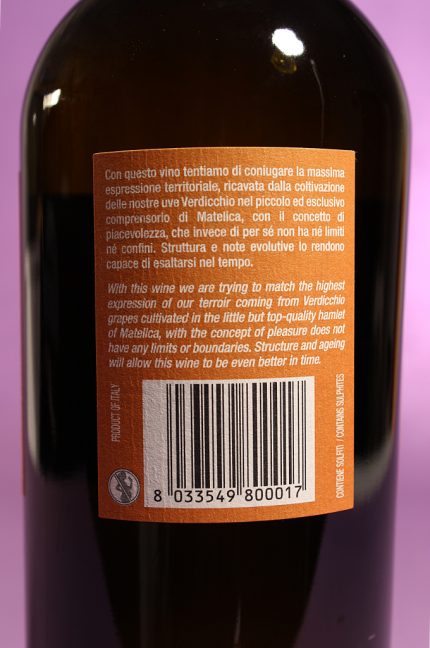 Con questo vino tentiamo di coniugare la massima
espressione territoriale, ricavata dalla coltivazione
delle nostre uve Verdicchio nel piccolo ed esclusivo
comprensorio di Matelica, con il concetto di
piacevolezza, che invece di per sé non ha né limiti
né confini. Struttura e note evolutive lo rendono
capace di esaltarsi nel tempo.
With this wine we are trying to match the highest
expression of our terroir coming from Verdicchio
grapes cultivated in the little but top-quality hamlet
of Matelica, with the concept of pleasure does not
have any limits or boundaries. Structure and ageing
will allow this wine to be even better in time.
PRODUCT OF ITALY
8 033549 800017
CONTIENE SOLFITI / CONTAINS SULPHITES